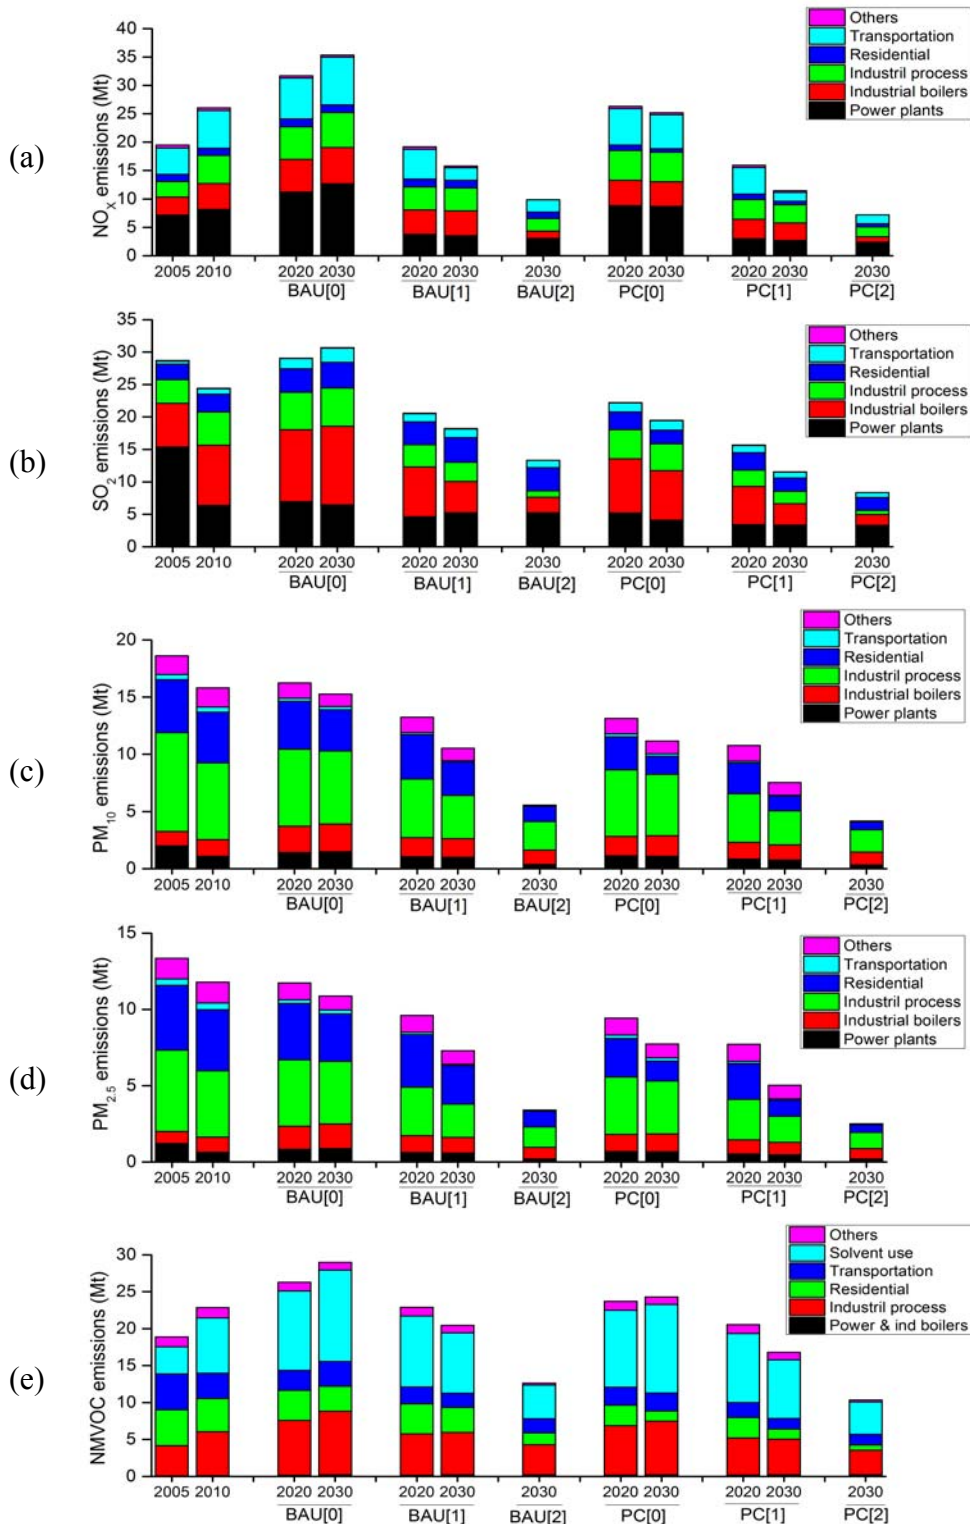 (a)
NOX emissions (Mt)
40
35
30
25
20
15
10
5
0
2005 2010 2020 2030 2020 2030 2030 2020 2030 2020 2030 2030
BAU[0] BAU[1] BAU[2] PC[0] PC[1] PC[2]
Others
Transportation
Residential
Industril process
Industrial boilers
Power plants
(b)
SO2 emissions (Mt)
35
30
25
20
15
10
5
0
2005 2010 2020 2030 2020 2030 2030 2020 2030 2020 2030 2030
BAU[0] BAU[1] BAU[2] PC[0] PC[1] PC[2]
Others
Transportation
Residential
Industril process
Industrial boilers
Power plants
(c)
PM10 emissions (Mt)
20
15
10
5
0
2005 2010 2020 2030 2020 2030 2030 2020 2030 2020 2030 2030
BAU[0] BAU[1] BAU[2] PC[0] PC[1] PC[2]
Others
Transportation
Residential
Industril process
Industrial boilers
Power plants
(d)
PM2.5 emissions (Mt)
15
10
5
0
2005 2010 2020 2030 2020 2030 2030 2020 2030 2020 2030 2030
BAU[0] BAU[1] BAU[2] PC[0] PC[1] PC[2]
Others
Transportation
Residential
Industril process
Industrial boilers
Power plants
(e)
NMVOC emissions (Mt)
30
25
20
15
10
5
0
2005 2010 2020 2030 2020 2030 2030 2020 2030 2020 2030 2030
BAU[0] BAU[1] BAU[2] PC[0] PC[1] PC[2]
Others
Solvent use
Transportation
Residential
Industril process
Power & ind boilers